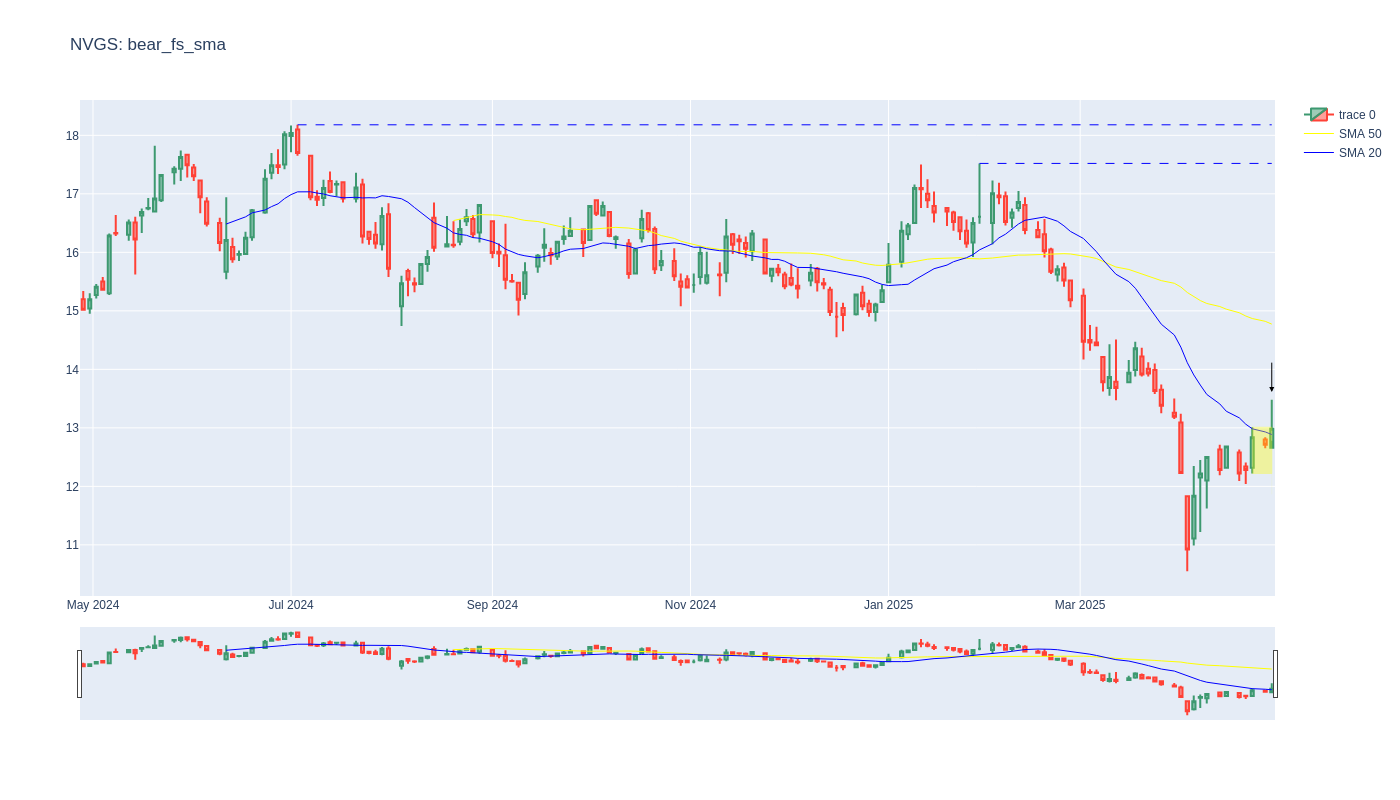 NVGS: bear_fs_sma
trace 0
SMA 50
SMA 20
18
17
16
15
14
13
12
11
May 2024
Jul 2024
Sep 2024
Nov 2024
Jan 2025
Mar 2025